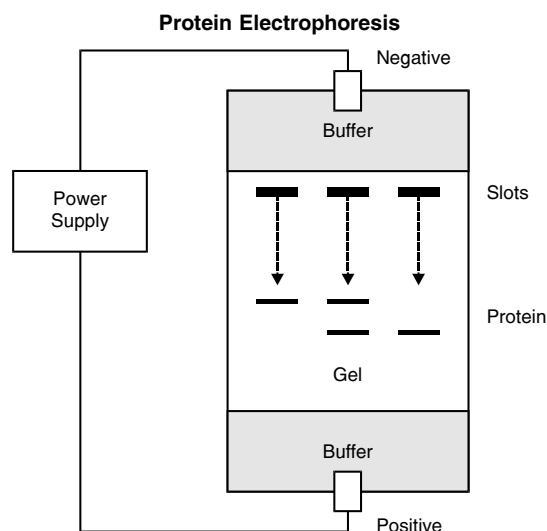 Protein Electrophoresis
Negative
Buffer
Power
Supply
Slots
Protein
Gel
Buffer
Positive